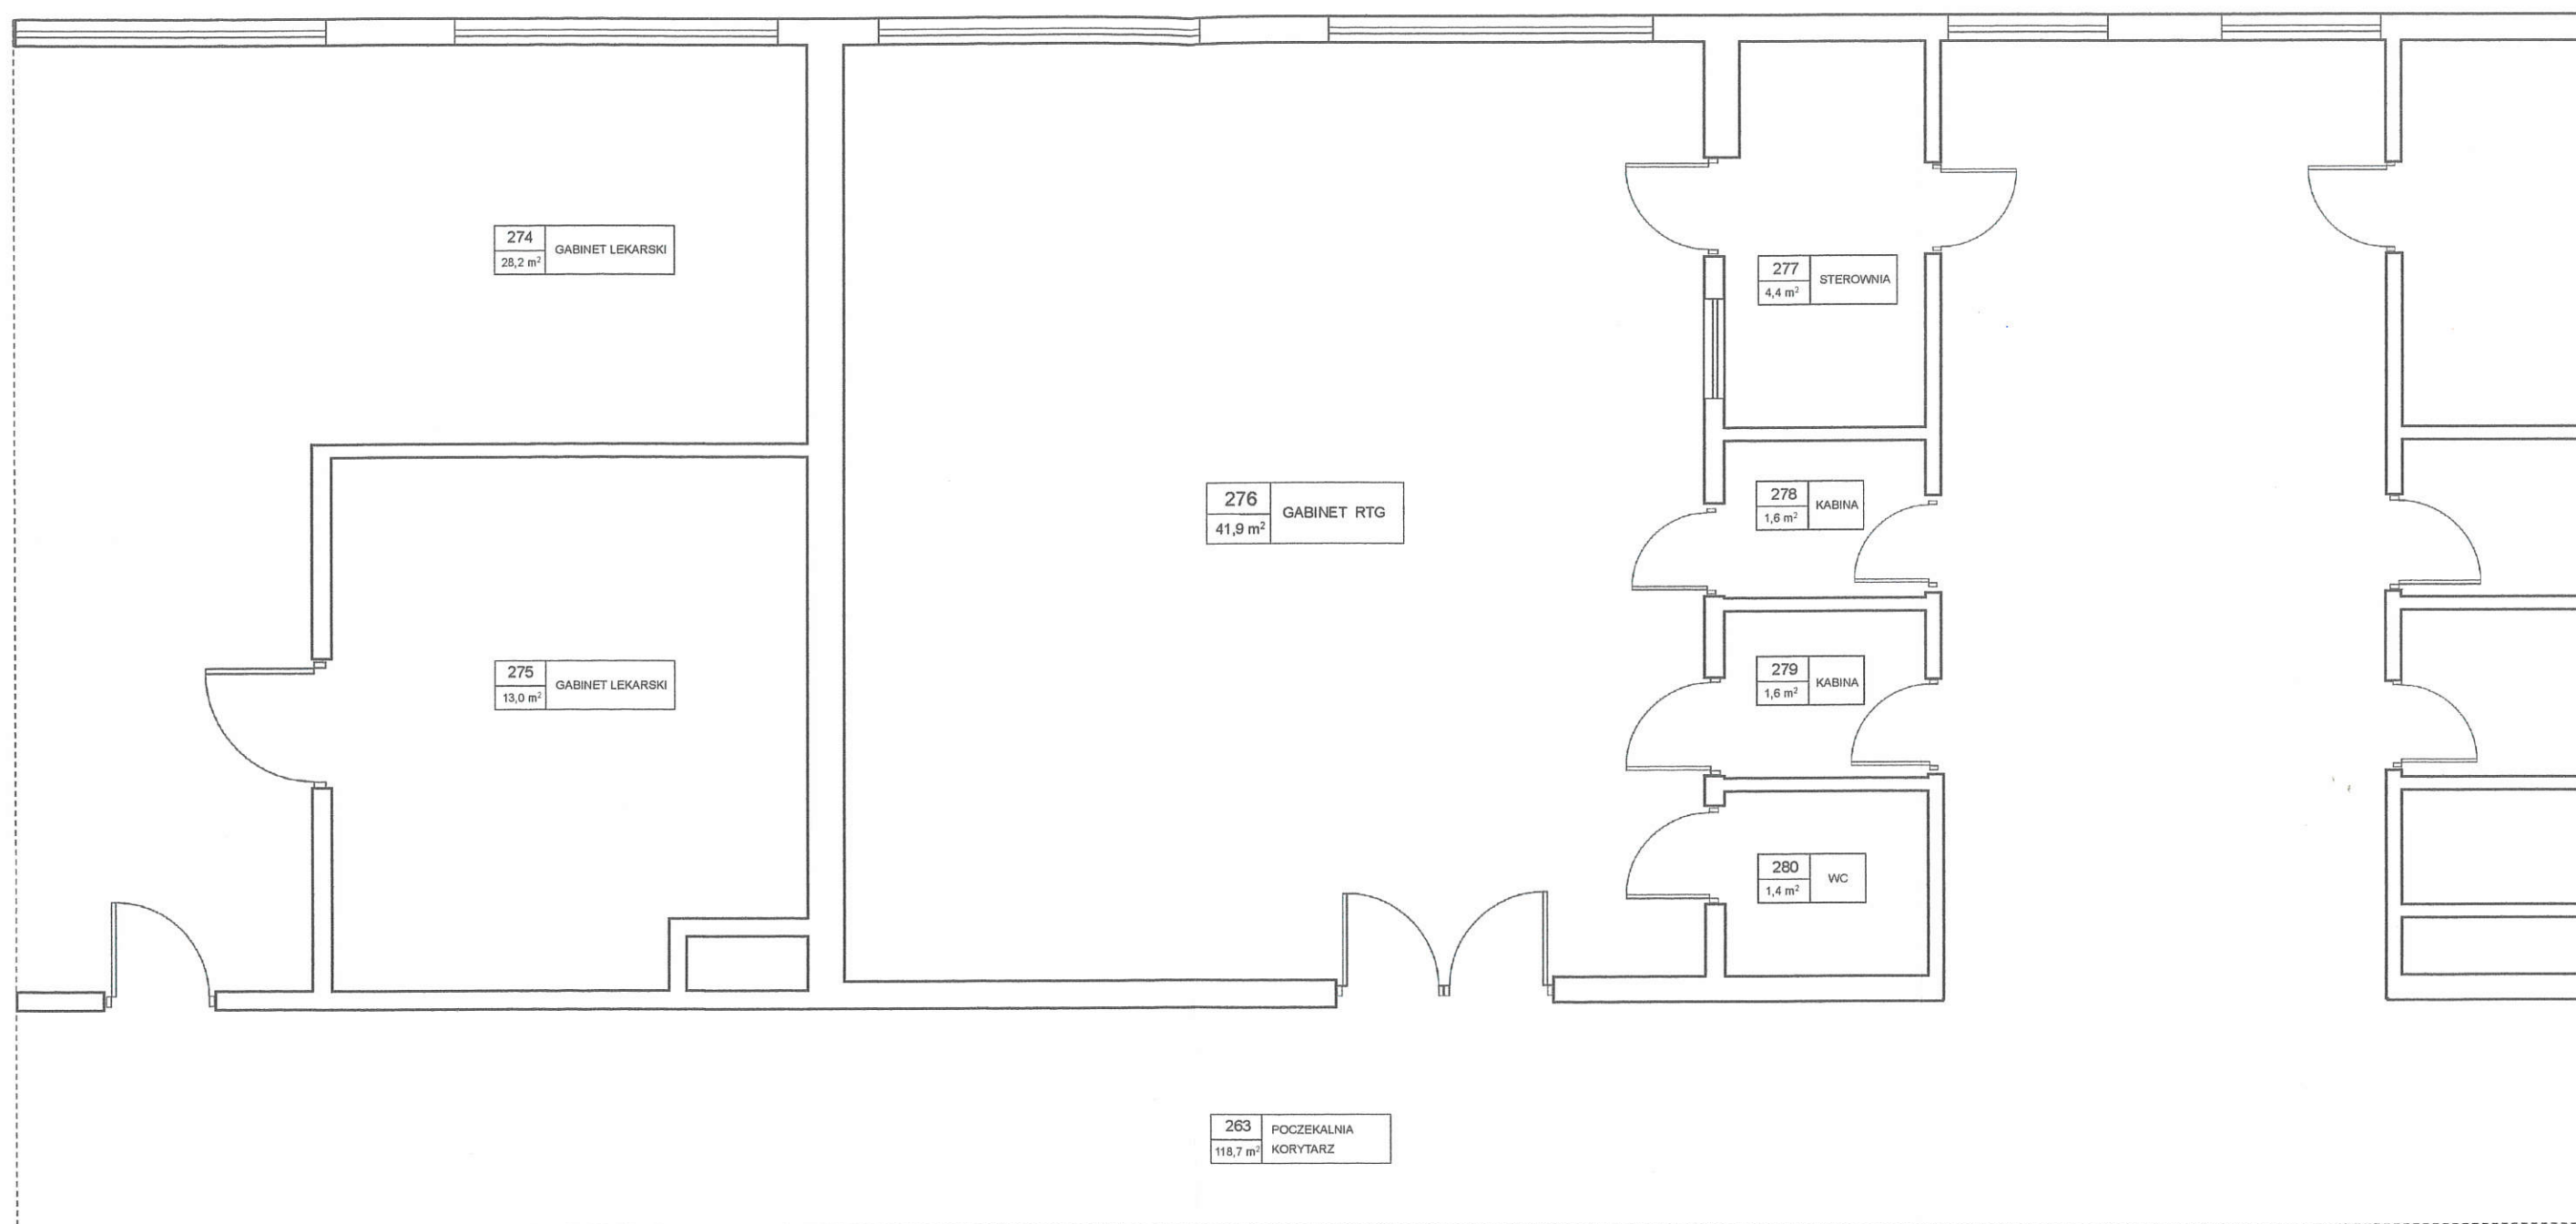 274
GABINET LEKARSKI
28,2 m²
277
STEROWNIA
4,4 m²
276
GABINET RTG
41,9 m²
278
KABINA
1,6 m²
275
GABINET LEKARSKI
13,0 m²
279
KABINA
1,6 m²
280
WC
1,4 m²
263
POCZEKALNIA
118,7 m²
KORYTARZ